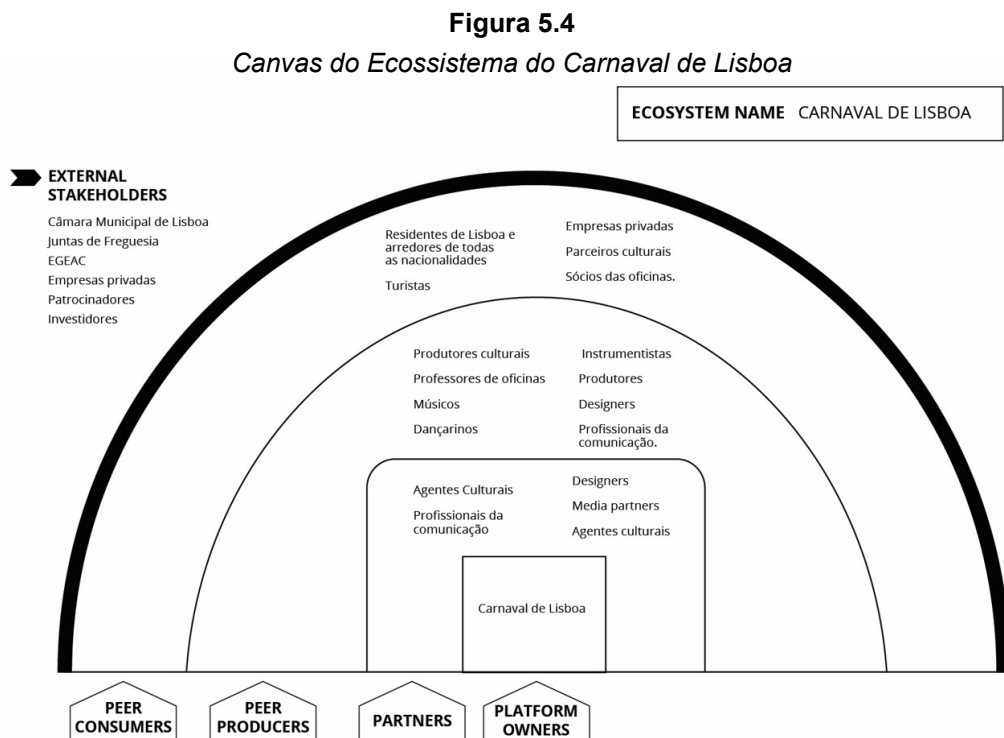 Figura 5.4
Canvas do Ecossistema do Carnaval de Lisboa
ECOSYSTEM NAME CARNAVAL DE LISBOA
EXTERNAL
STAKEHOLDERS
Câmara Municipal de Lisboa
Juntas de Freguesia
EGEAC
Empresas privadas
Patrocinadores
Investidores
Residentes de Lisboa e
arredores de todas
as nacionalidades
Turistas
Empresas privadas
Parceiros culturais
Sócios das oficinas.
Produtores culturais
Professores de oficinas
Músicos
Dançarinos
Instrumentistas
Produtores
Designers
Profissionais da
comunicação.
Agentes Culturais
Profissionais da
comunicação
Designers
Media partners
Agentes culturais
Carnaval de Lisboa
PEER
CONSUMERS
PEER
PRODUCERS
PARTNERS
PLATFORM
OWNERS